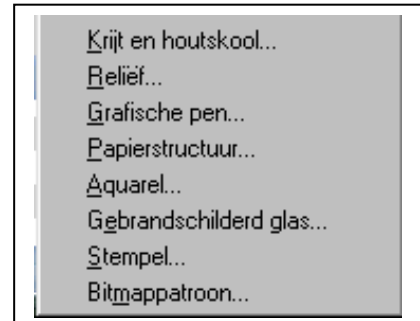 Krijt en houtskool...
Reliëf...
Grafische pen...
Papierstructuur...
Aquarel...
Gebrandschilderd glas...
Stempel...
Bitmappatroon...